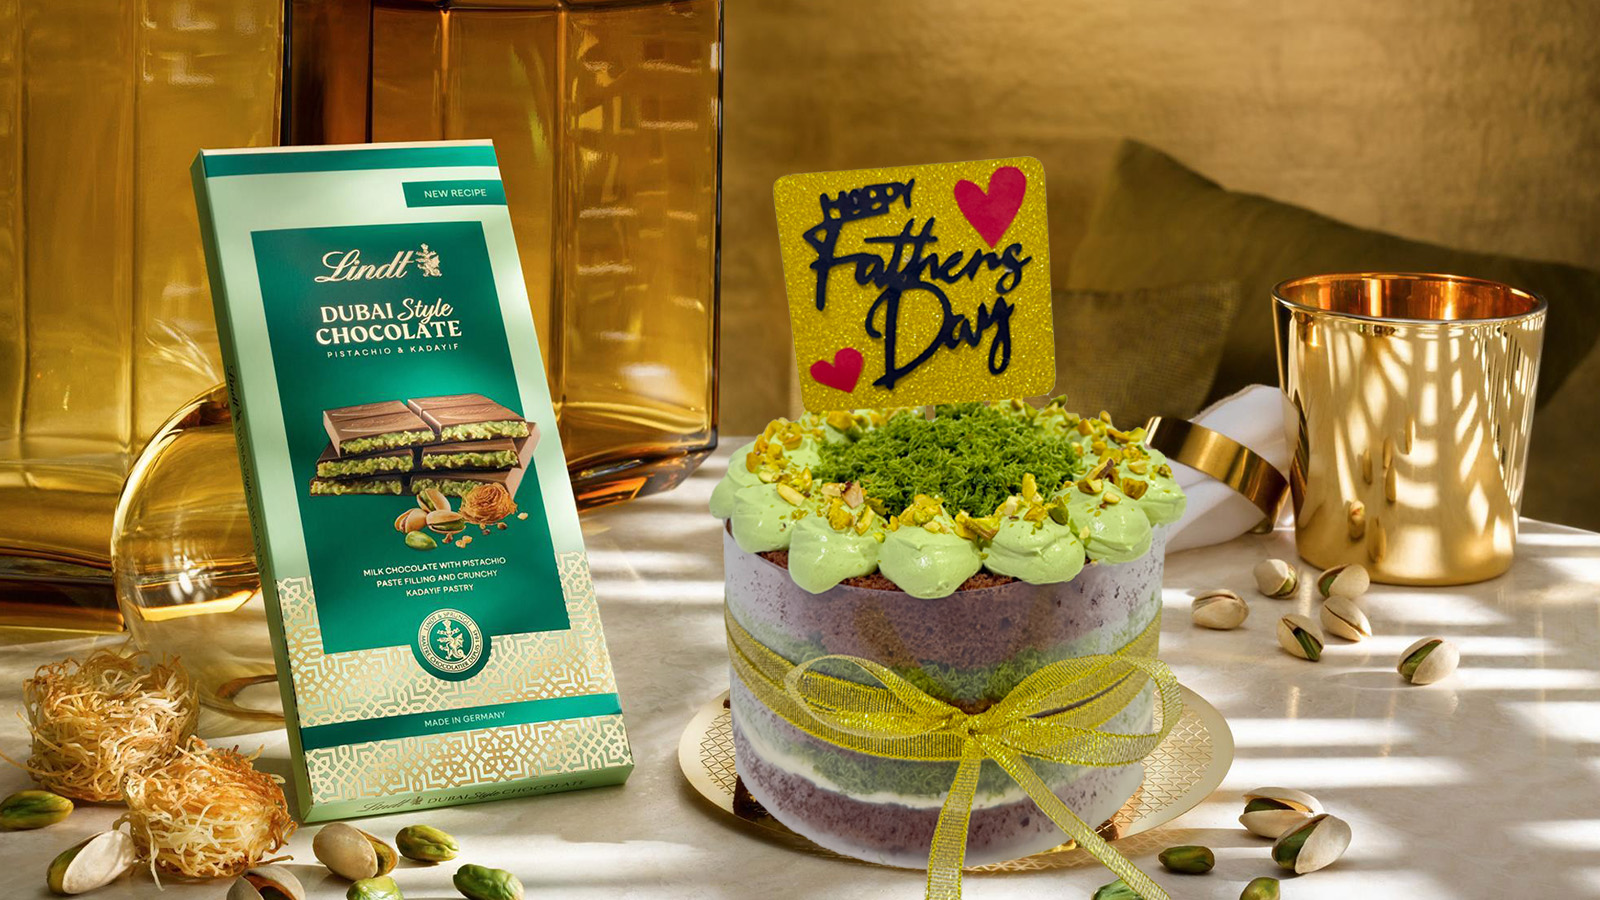 NEW RECIPE
Lindt
DUBAI Style
CHOCOLATE
PISTACHIO & KADAYIF
MILK CHOCOLATE WITH PISTACHIO
PASTE FILLING AND CRUNCHY
KADAYIF PASTRY
MADE IN GERMANY
Lindt DUBAI Style CHOCOLATE
HAPPY
Fathers
Day